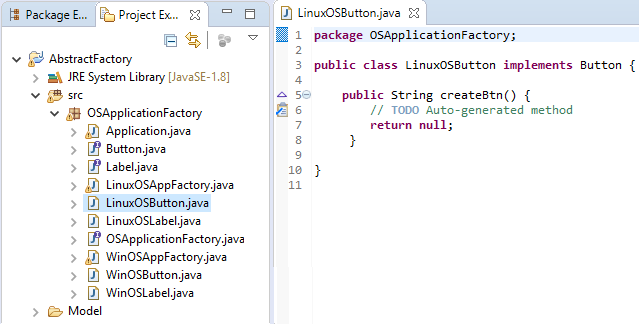 Package E...
Project Ex...
AbstractFactory
JRE System Library [JavaSE-1.8]
src
OSApplicationFactory
Application.java
Button.java
Label.java
LinuxOSAppFactory.java
LinuxOSButton.java
LinuxOSLabel.java
OSApplicationFactory.java
WinOSAppFactory.java
WinOSButton.java
WinOSLabel.java
Model
LinuxOSButton.java
1 package OSApplicationFactory;
2
3 public class LinuxOSButton implements Button {
4
5 public String createBtn() {
6 // TODO Auto-generated method
7 return null;
8 }
9
10 }
11